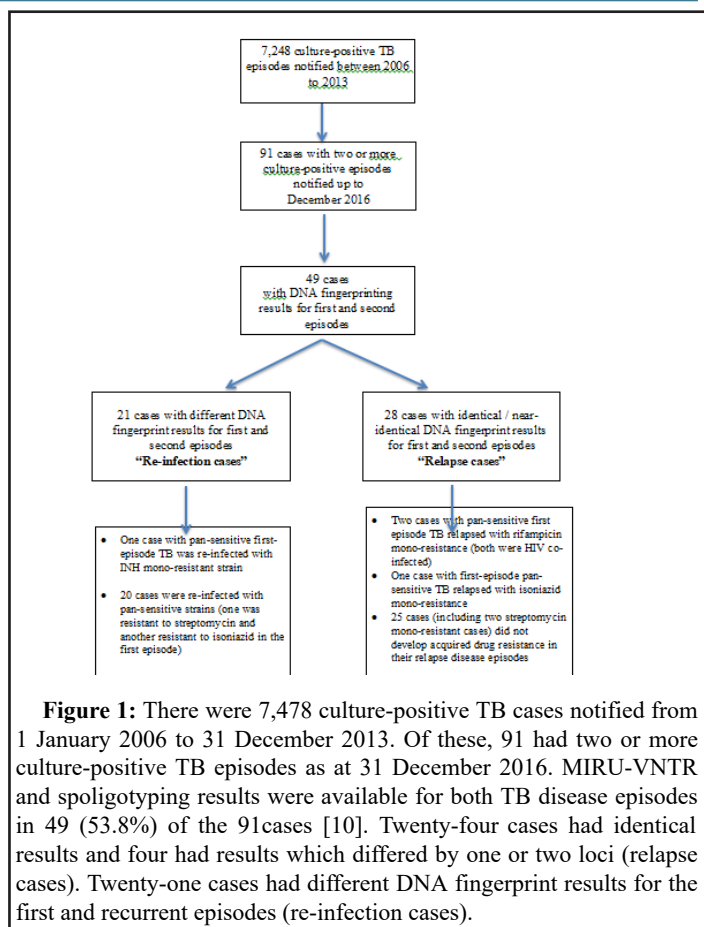 7,248 culture-positive TB
episodes notified between 2006
to 2013
91 cases with two or more
culture-positive episodes
notified up to
December 2016
49 cases
with DNA fingerprinting
results for first and second
episodes
21 cases with different DNA
fingerprint results for first and
second episodes
“Re-infection cases”
28 cases with identical / near-
identical DNA fingerprint results
for first and second episodes
“Relapse cases”
• One case with pan-sensitive first-
episode TB was re-infected with
INH mono-resistant strain
• 20 cases were re-infected with
pan-sensitive strains (one was
resistant to streptomycin and
another resistant to isoniazid in the
first episode)
• Two cases with pan-sensitive first
episode TB relapsed with rifampicin
mono-resistance (both were HIV co-
infected)
• One case with first-episode pan-
sensitive TB relapsed with isoniazid
mono-resistance
• 25 cases (including two streptomycin
mono-resistant cases) did not
develop acquired drug resistance in
their relapse disease episodes
Figure 1: There were 7,478 culture-positive TB cases notified from
1 January 2006 to 31 December 2013. Of these, 91 had two or more
culture-positive TB episodes as at 31 December 2016. MIRU-VNTR
and spoligotyping results were available for both TB disease episodes
in 49 (53.8%) of the 91cases [10]. Twenty-four cases had identical
results and four had results which differed by one or two loci (relapse
cases). Twenty-one cases had different DNA fingerprint results for the
first and recurrent episodes (re-infection cases).